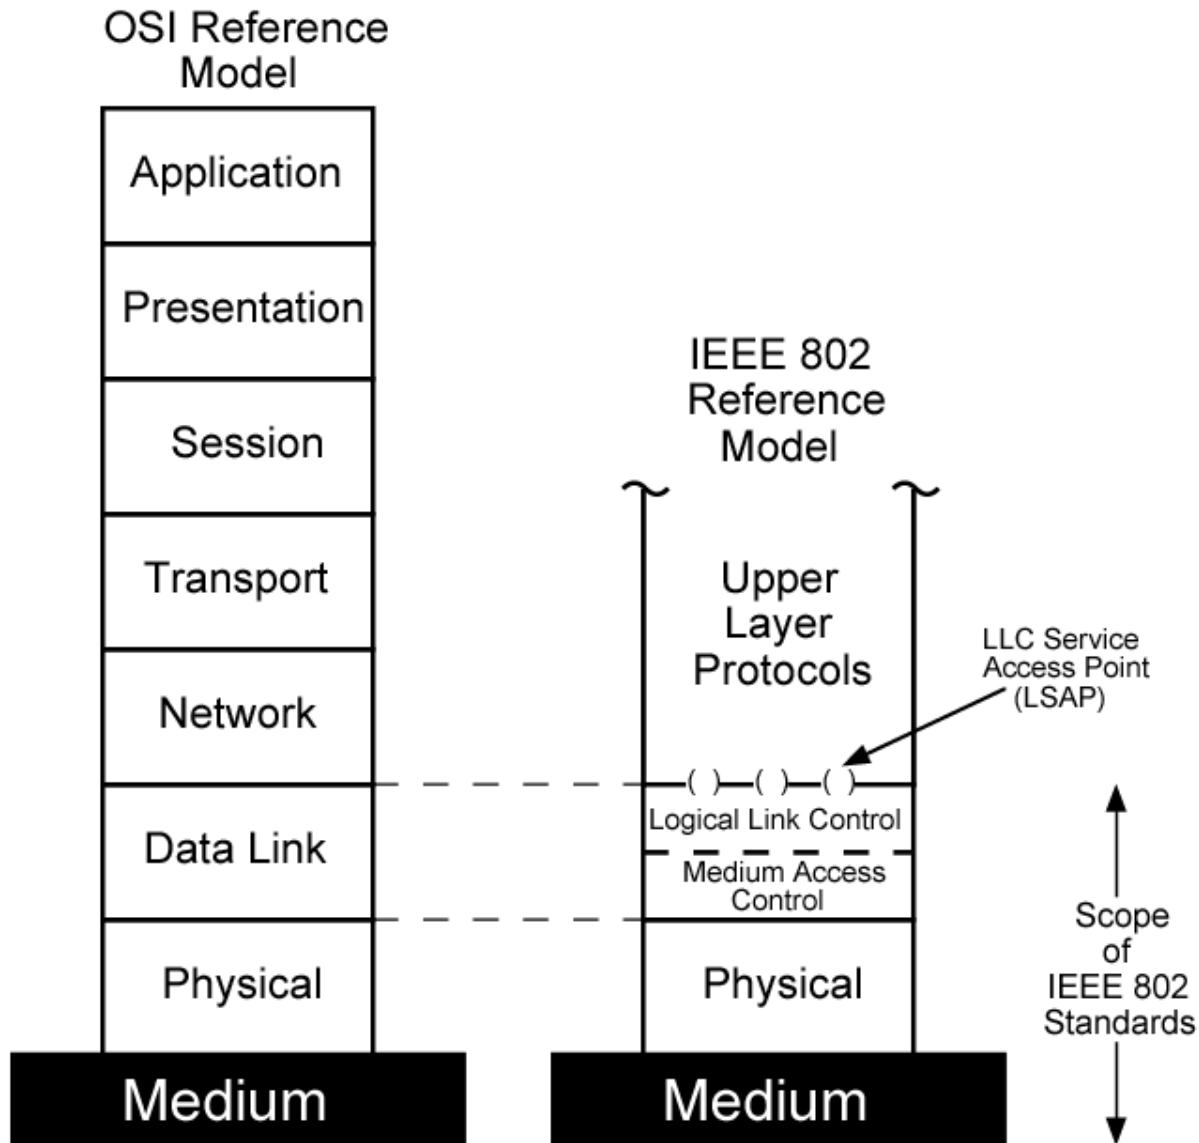 OSI Reference
Model
Application
Presentation
Session
Transport
Network
Data Link
Physical
Medium
IEEE 802
Reference
Model
Upper
Layer
Protocols
LLC Service
Access Point
(LSAP)
( ) ( ) ( )
Logical Link Control
Medium Access
Control
Physical
Medium
Scope
of
IEEE 802
Standards